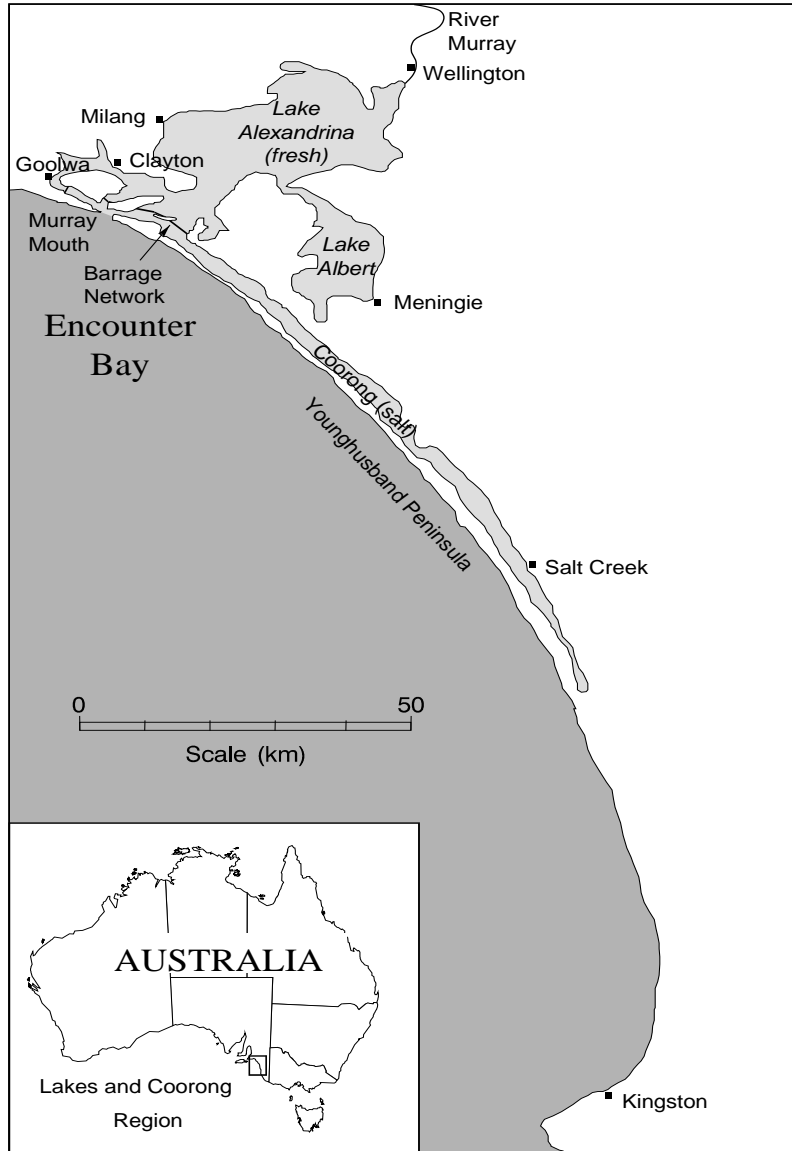 River
Murray
Wellington
Lake
Alexandrina
(fresh)
Milang
Clayton
Goolwa
Murray
Mouth
Lake
Albert
Barrage
Network
Meningie
Encounter
Bay
Coorong (salt)
Younghusband Peninsula
Salt Creek
0 50
Scale (km)
AUSTRALIA
Lakes and Coorong
Region
Kingston